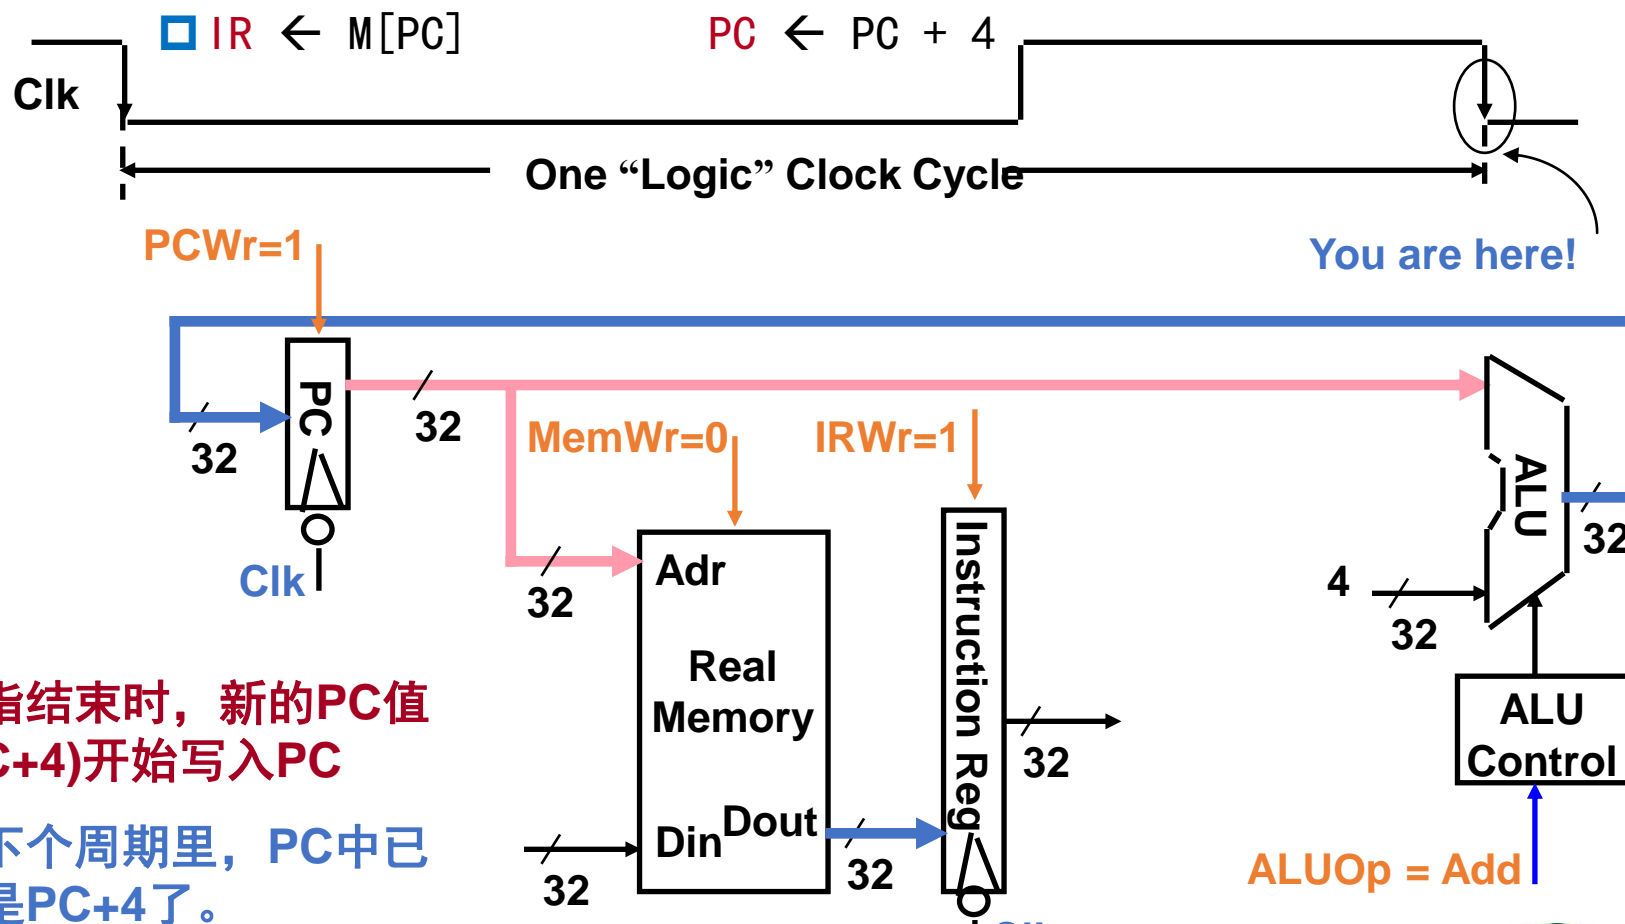 IR ← M[PC] PC ← PC + 4
Clk
One “Logic” Clock Cycle
You are here!
PCWr=1
PC
32
32
Clk
MemWr=0
IRWr=1
32
Adr
Real
Memory
Din
Dout
32
32
Instruction Reg
32
4
32
ALU
32
ALU
Control
ALUOp = Add
指结束时，新的PC值
C+4)开始写入PC
下个周期里，PC中已
是PC+4了。